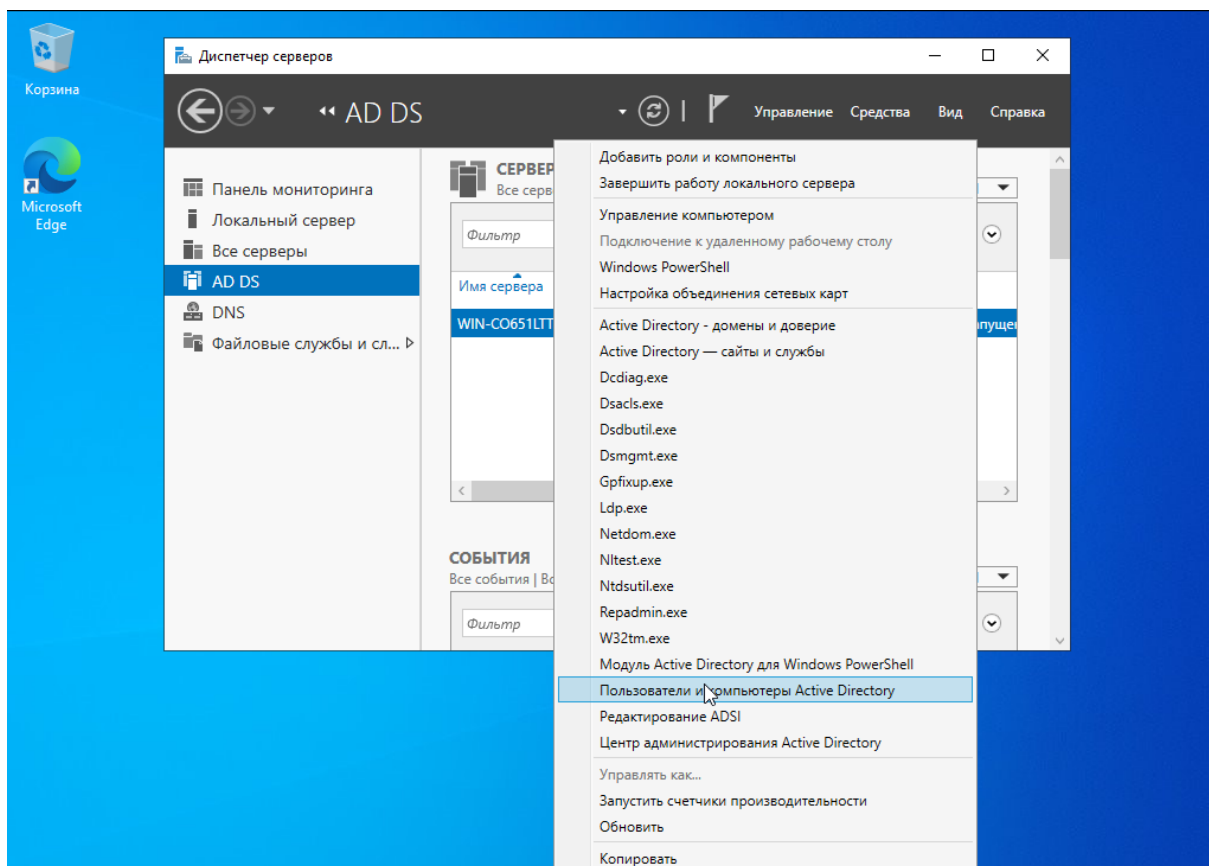 Корзина
Microsoft
Edge
Диспетчер серверов
AD DS
Управление Средства Вид Справка
Панель мониторинга
Локальный сервер
Все серверы
AD DS
DNS
Файловые службы и сл...
СЕРВЕР
Все серв
Фильтр
Имя сервера
WIN-CO651LTT
СОБЫТИЯ
Все события | Вс
Фильтр
Добавить роли и компоненты
Завершить работу локального сервера
Управление компьютером
Подключение к удаленному рабочему столу
Windows PowerShell
Настройка объединения сетевых карт
Active Directory - домены и доверие
Active Directory — сайты и службы
Dcdiag.exe
Dsacls.exe
Dsdbutil.exe
Dsmgmt.exe
Gpfixup.exe
Ldp.exe
Netdom.exe
Nltest.exe
Ntdsutil.exe
Repadmin.exe
W32tm.exe
Модуль Active Directory для Windows PowerShell
Пользователи и компьютеры Active Directory
Редактирование ADSI
Центр администрирования Active Directory
Управлять как...
Запустить счетчики производительности
Обновить
Копировать